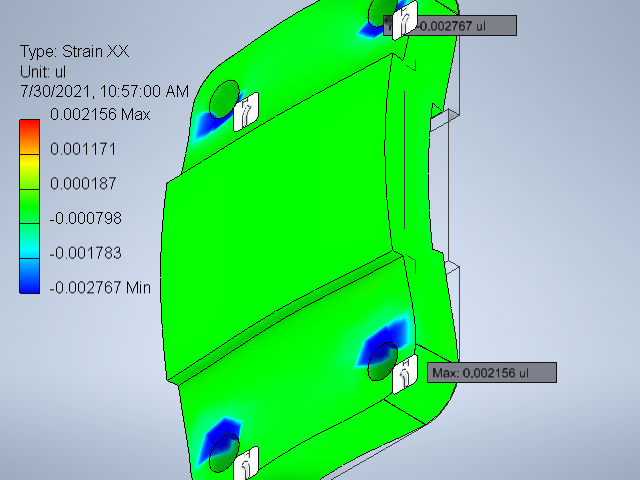 Type: Strain XX
Unit: ul
7/30/2021, 10:57:00 AM
0.002156 Max
0.001171
0.000187
-0.000798
-0.001783
-0.002767 Min
-0.002767 ul
Max: 0.002156 ul